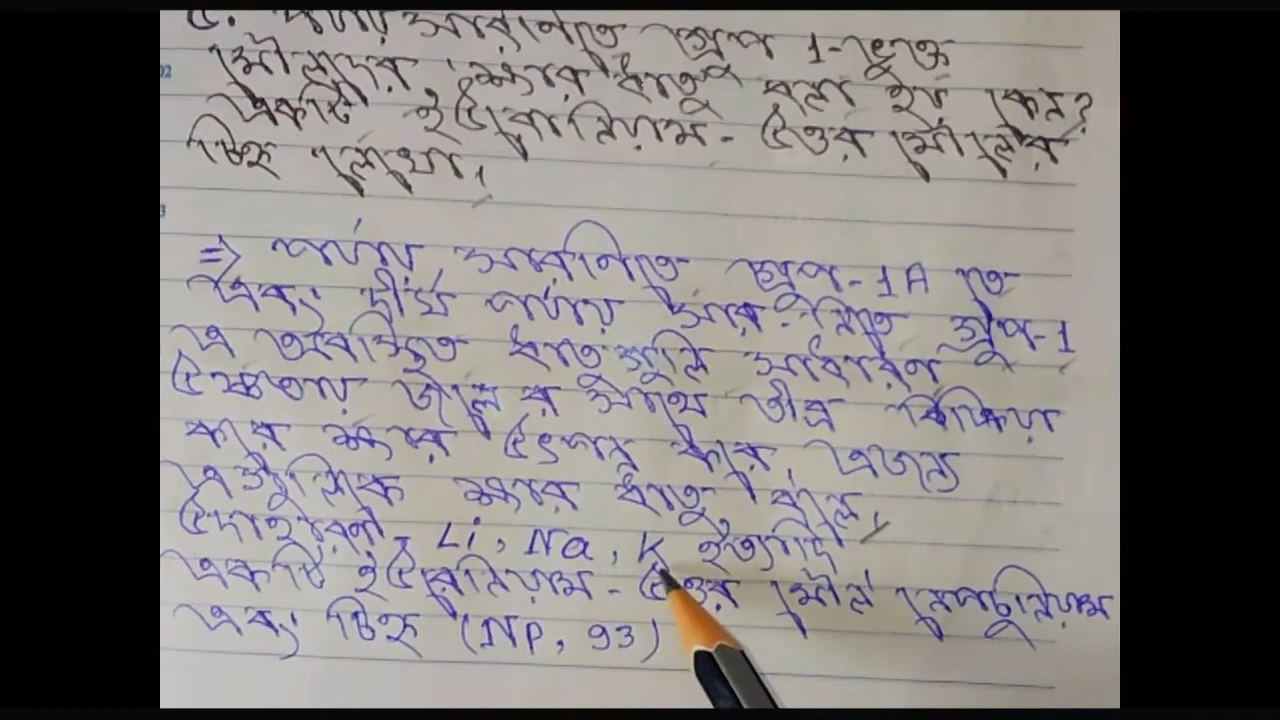 ৫. পর্যায় সারণিতে গ্রুপ 1-ভুক্ত
মৌলদের 'ক্ষার ধাতু' বলা হয় কেন?
একটি ইউরেনিয়াম-উত্তর মৌলের
চিহ্ন লেখো।
=> পর্যায় সারণিতে গ্রুপ-1A তে
এবং দীর্ঘ পর্যায় সারণিতে গ্রুপ-1
এ অবস্থিত ধাতুগুলি সাধারণ
উষ্ণতায় জলের সাথে তীব্র বিক্রিয়া
করে ক্ষার উৎপন্ন করে, এজন্য
এগুলিকে ক্ষার ধাতু বলে,
উদাহরণ- Li, Na, K ইত্যাদি
একটি ইউরেনিয়াম-উত্তর মৌল নেপচুনিয়াম
এবং চিহ্ন (NP, 93)